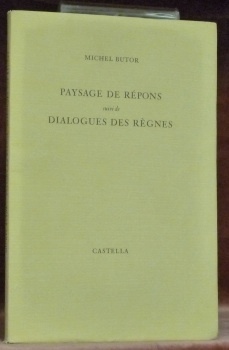 MICHEL BUTOR
PAYSAGE DE RÉPONS
suivi de
DIALOGUES DES RÈGNES
CASTELLA